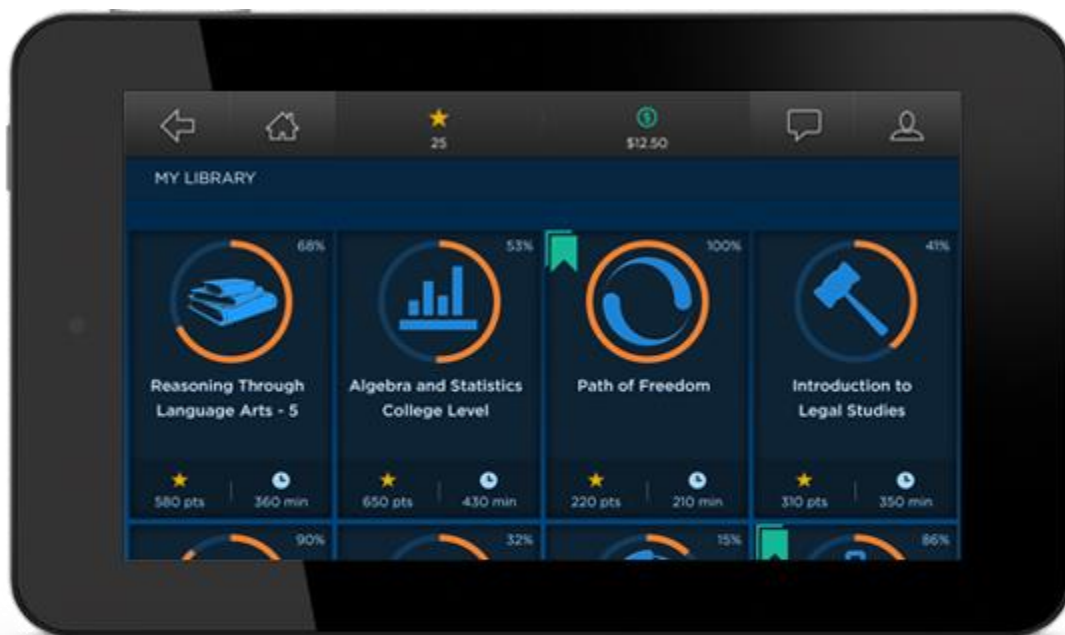 25
$12.50
MY LIBRARY
68%
53%
100%
41%
Reasoning Through
Language Arts - 5
Algebra and Statistics
College Level
Path of Freedom
Introduction to
Legal Studies
580 pts
360 min
650 pts
430 min
220 pts
210 min
310 pts
350 min
90%
32%
15%
86%